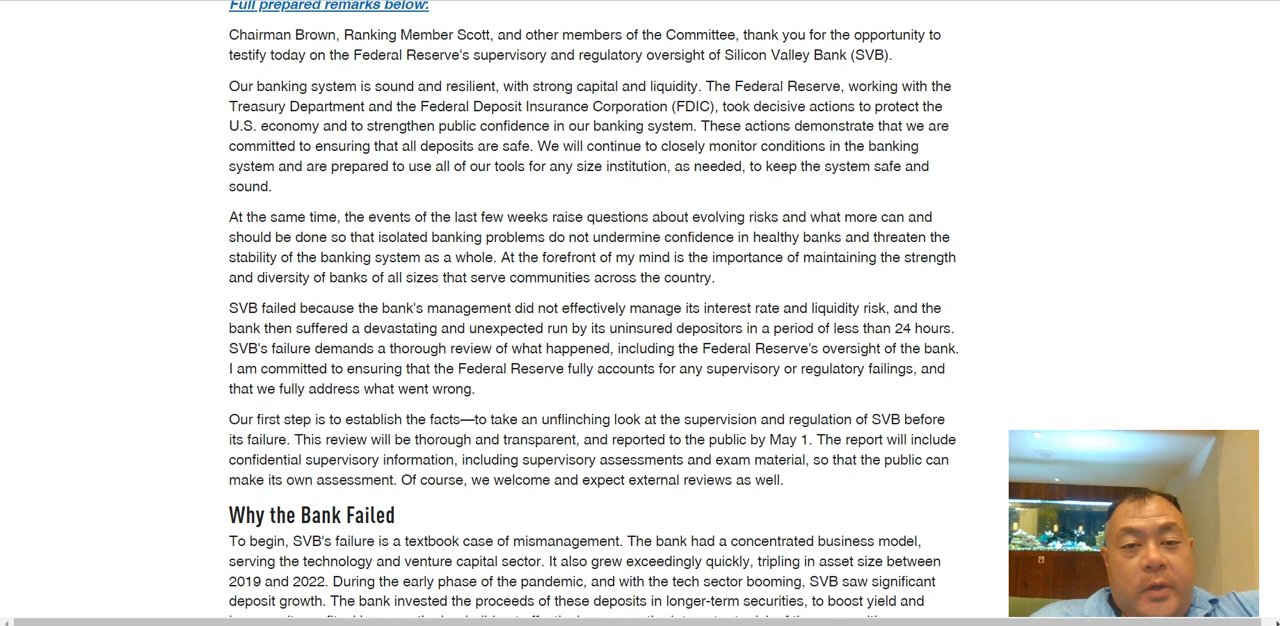 Full prepared remarks below:
Chairman Brown, Ranking Member Scott, and other members of the Committee, thank you for the opportunity to
testify today on the Federal Reserve's supervisory and regulatory oversight of Silicon Valley Bank (SVB).
Our banking system is sound and resilient, with strong capital and liquidity. The Federal Reserve, working with the
Treasury Department and the Federal Deposit Insurance Corporation (FDIC), took decisive actions to protect the
U.S. economy and to strengthen public confidence in our banking system. These actions demonstrate that we are
committed to ensuring that all deposits are safe. We will continue to closely monitor conditions in the banking
system and are prepared to use all of our tools for any size institution, as needed, to keep the system safe and
sound.
At the same time, the events of the last few weeks raise questions about evolving risks and what more can and
should be done so that isolated banking problems do not undermine confidence in healthy banks and threaten the
stability of the banking system as a whole. At the forefront of my mind is the importance of maintaining the strength
and diversity of banks of all sizes that serve communities across the country.
SVB failed because the bank's management did not effectively manage its interest rate and liquidity risk, and the
bank then suffered a devastating and unexpected run by its uninsured depositors in a period of less than 24 hours.
SVB's failure demands a thorough review of what happened, including the Federal Reserve's oversight of the bank.
I am committed to ensuring that the Federal Reserve fully accounts for any supervisory or regulatory failings, and
that we fully address what went wrong.
Our first step is to establish the facts—to take an unflinching look at the supervision and regulation of SVB before
its failure. This review will be thorough and transparent, and reported to the public by May 1. The report will include
confidential supervisory information, including supervisory assessments and exam material, so that the public can
make its own assessment. Of course, we welcome and expect external reviews as well.
Why the Bank Failed
To begin, SVB's failure is a textbook case of mismanagement. The bank had a concentrated business model,
serving the technology and venture capital sector. It also grew exceedingly quickly, tripling in asset size between
2019 and 2022. During the early phase of the pandemic, and with the tech sector booming, SVB saw significant
deposit growth. The bank invested the proceeds of these deposits in longer-term securities, to boost yield and